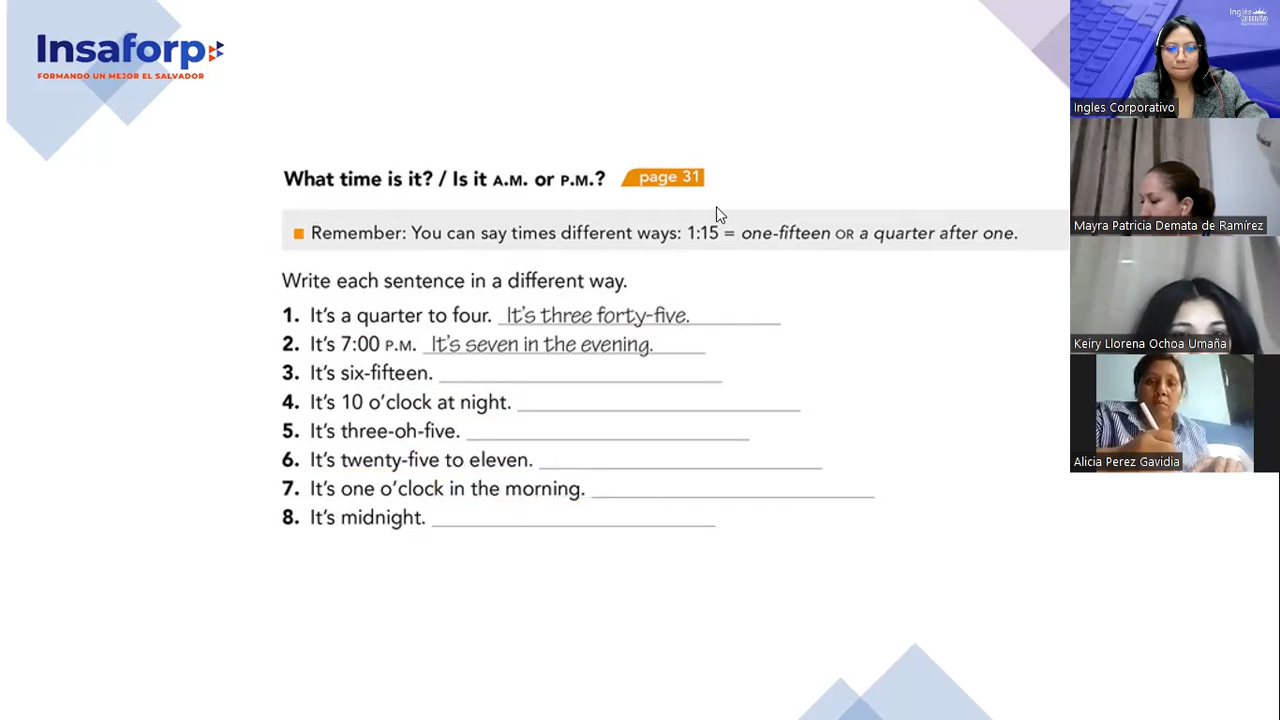 Insaforp
FORMANDO UN MEJOR EL SALVADOR
What time is it? / Is it A.M. or P.M.? page 31
Remember: You can say times different ways: 1:15 = one-fifteen OR a quarter after one.
Write each sentence in a different way.
1. It's a quarter to four. It's three forty-five.
2. It's 7:00 P.M. It's seven in the evening.
3. It's six-fifteen.
4. It's 10 o'clock at night.
5. It's three-oh-five.
6. It's twenty-five to eleven.
7. It's one o'clock in the morning.
8. It's midnight.
Inglés
Corporativo
Ingles Corporativo
Mayra Patricia Demata de Ramírez
Keiry Llorena Ochoa Umaña
Alicia Perez Gavidia